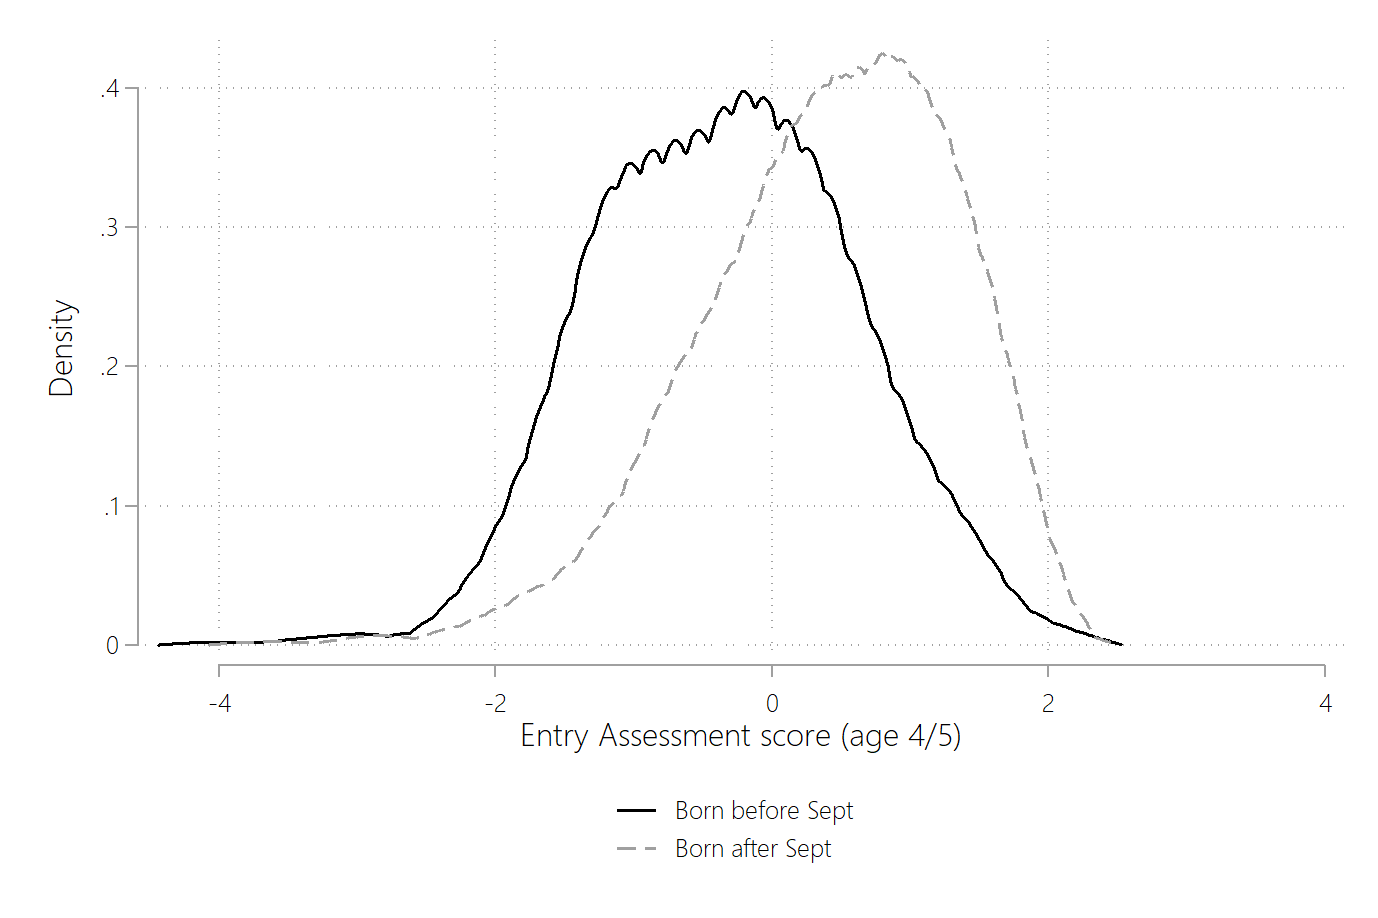 .4
.3
.2
.1
0
Density
-4 -2 0 2 4
Entry Assessment score (age 4/5)
Born before Sept
Born after Sept